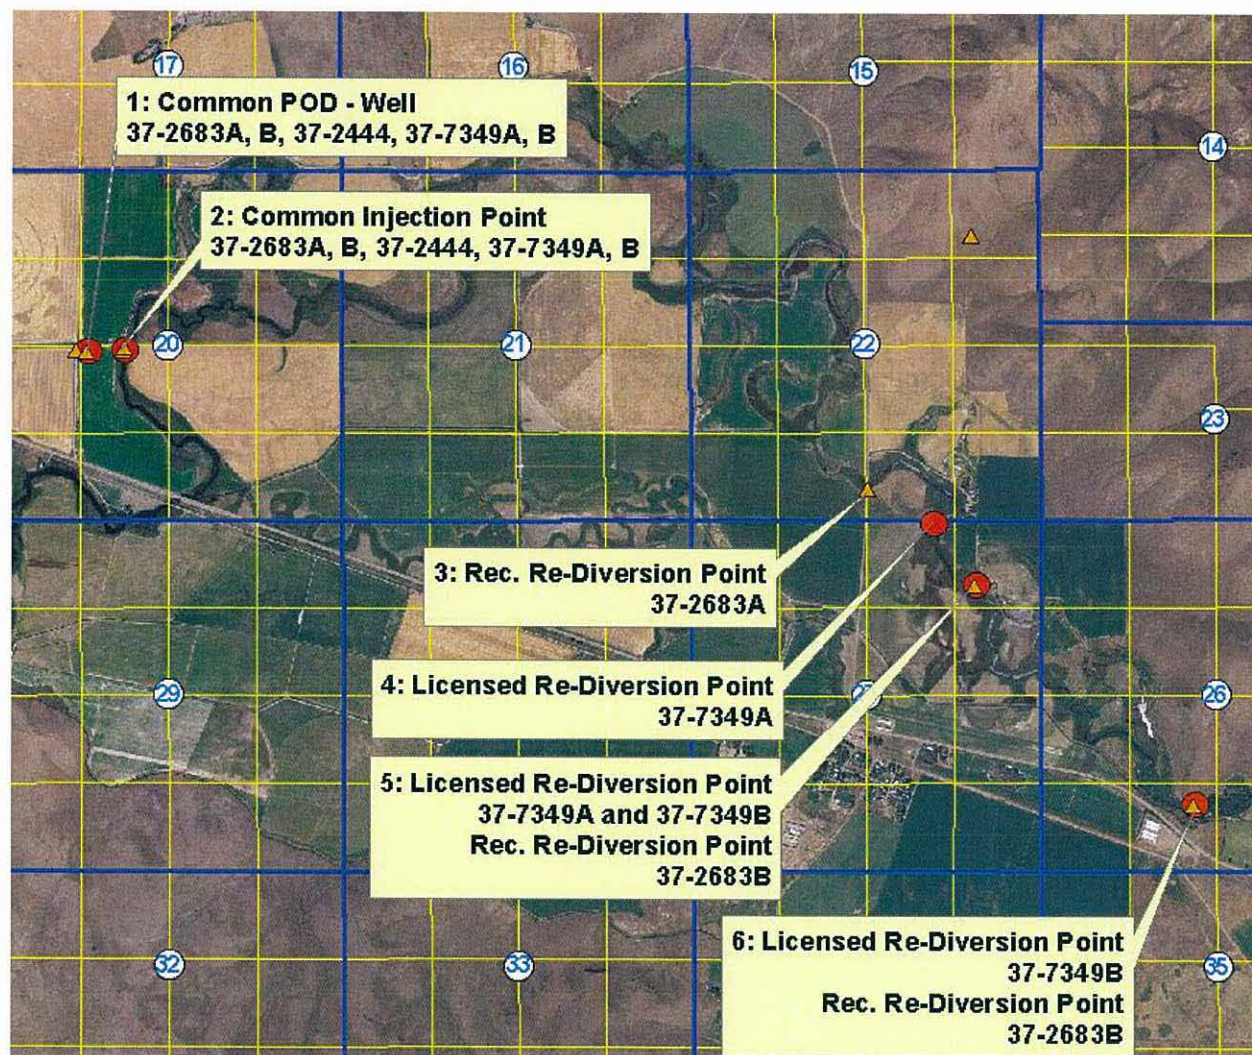 17
16
15
14
1: Common POD - Well
37-2683A, B, 37-2444, 37-7349A, B
2: Common Injection Point
37-2683A, B, 37-2444, 37-7349A, B
20
21
22
23
3: Rec. Re-Diversion Point
37-2683A
4: Licensed Re-Diversion Point
37-7349A
29
26
5: Licensed Re-Diversion Point
37-7349A and 37-7349B
Rec. Re-Diversion Point
37-2683B
6: Licensed Re-Diversion Point
37-7349B
Rec. Re-Diversion Point
37-2683B
32
33
35